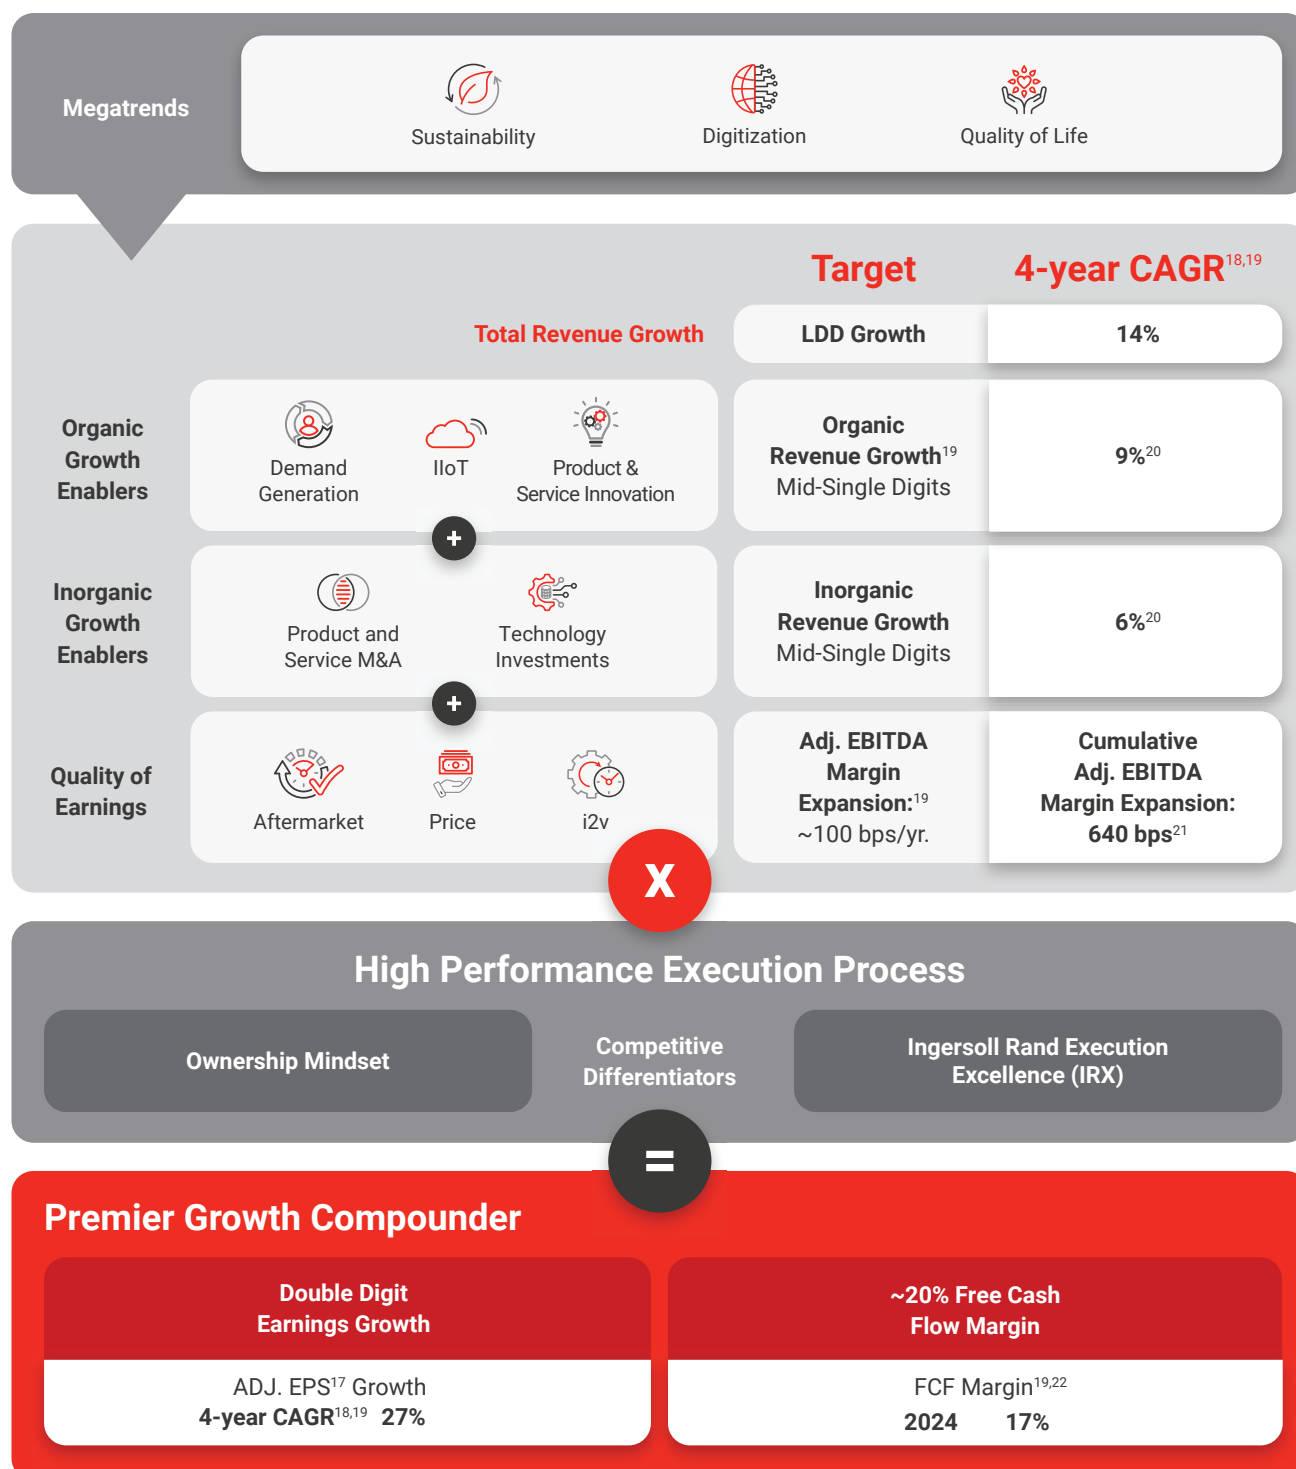 Megatrends
Sustainability
Digitization
Quality of Life
Target
4-year CAGR18,19
Total Revenue Growth
LDD Growth
14%
Organic
Growth
Enablers
Demand
Generation
IIoT
Product &
Service Innovation
Organic
Revenue Growth19
Mid-Single Digits
9%20
+
Inorganic
Growth
Enablers
Product and
Service M&A
Technology
Investments
Inorganic
Revenue Growth
Mid-Single Digits
6%20
+
Quality of
Earnings
Aftermarket
Price
i2v
Adj. EBITDA
Margin
Expansion:19
~100 bps/yr.
Cumulative
Adj. EBITDA
Margin Expansion:
640 bps21
X
High Performance Execution Process
Ownership Mindset
Competitive
Differentiators
Ingersoll Rand Execution
Excellence (IRX)
=
Premier Growth Compounder
Double Digit
Earnings Growth
ADJ. EPS17 Growth
4-year CAGR18,19 27%
~20% Free Cash
Flow Margin
FCF Margin19,22
2024 17%